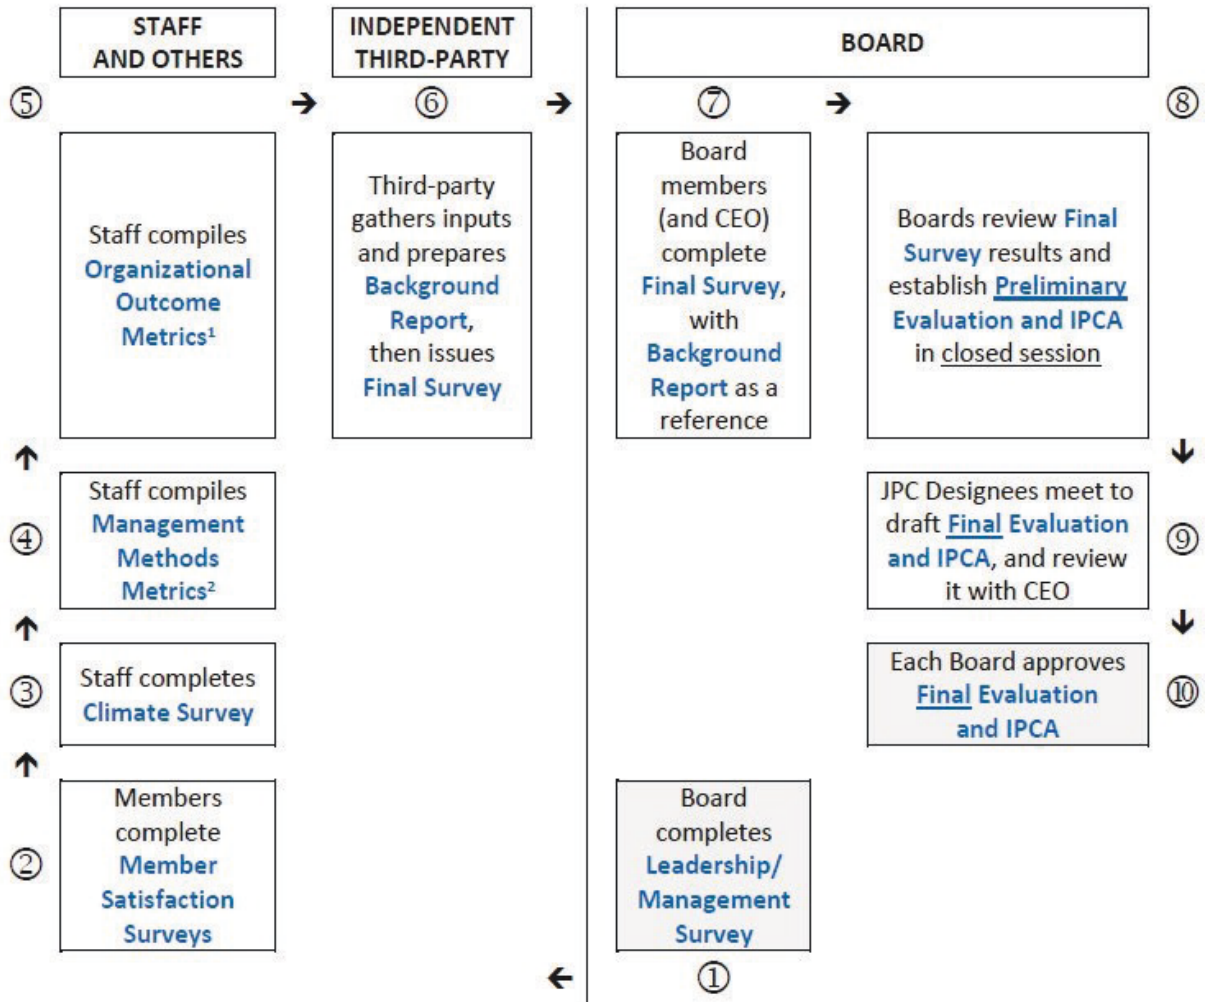 STAFF
AND OTHERS
INDEPENDENT
THIRD-PARTY
BOARD
⑤
➔
⑥
➔
⑦
➔
⑧
Staff compiles
Organizational
Outcome
Metrics¹
Third-party
gathers inputs
and prepares
Background
Report,
then issues
Final Survey
Board
members
(and CEO)
complete
Final Survey,
with
Background
Report as a
reference
Boards review Final
Survey results and
establish Preliminary
Evaluation and IPCA
in closed session
④
Staff compiles
Management
Methods
Metrics²
JPC Designees meet to
draft Final Evaluation
and IPCA, and review
it with CEO
⑨
③
Staff completes
Climate Survey
Each Board approves
Final Evaluation
and IPCA
⑩
②
Members
complete
Member
Satisfaction
Surveys
Board
completes
Leadership/
Management
Survey
①